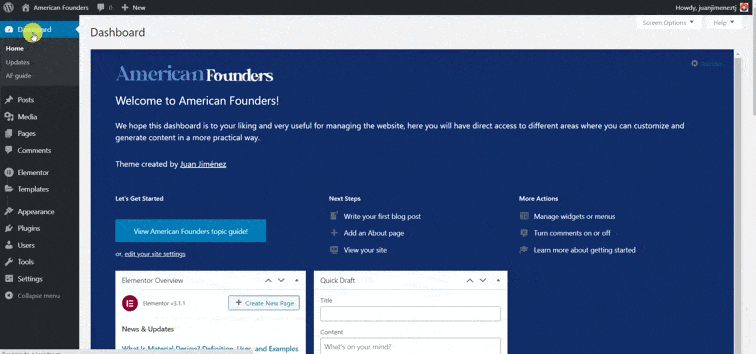 American Founders
0
New
Howdy, juanjimeneztj
Dashboard
Screen Options
Help
Dashboard
Home
Updates
AF guide
Posts
Media
Pages
Comments
Elementor
Templates
Appearance
Plugins
Users
Tools
Settings
Collapse menu
American Founders
Welcome to American Founders!
We hope this dashboard is to your liking and very useful for managing the website, here you will have direct access to different areas where you can customize and
generate content in a more practical way.
Theme created by Juan Jiménez
Let's Get Started
View American Founders topic guide!
or, edit your site settings
Next Steps
Write your first blog post
Add an About page
View your site
More Actions
Manage widgets or menus
Turn comments on or off
Learn more about getting started
Elementor Overview
Elementor v3.1.1
Create New Page
News & Updates
What Is Material Design? Definition, Uses, and Examples
Quick Draft
Title
Content
What's on your mind?